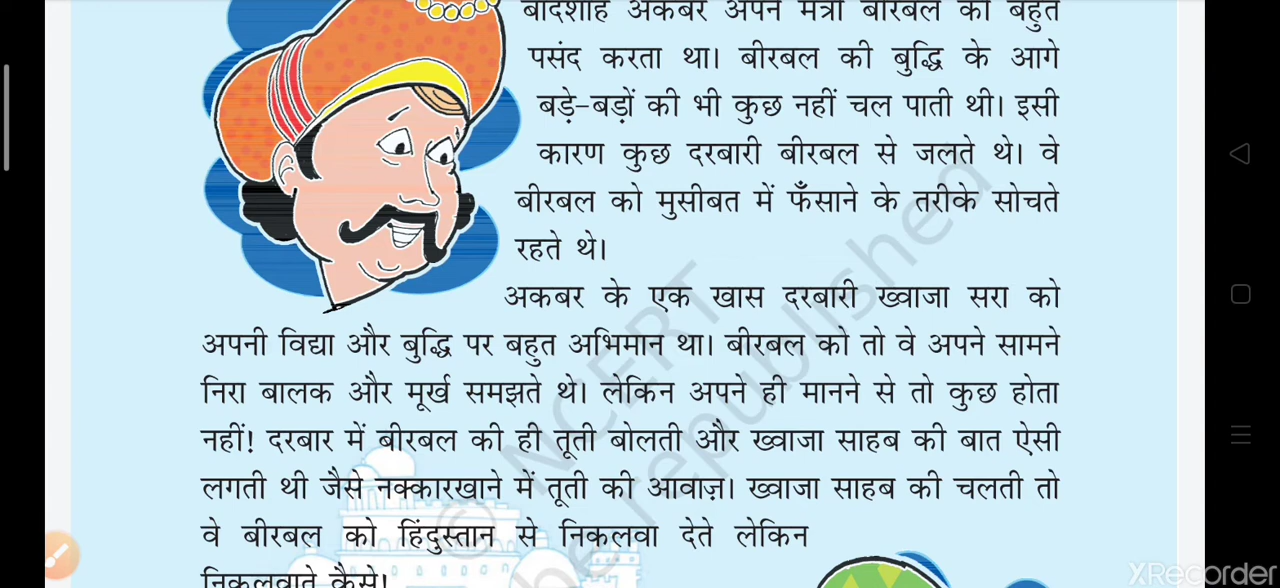 बादशाह अकबर अपने मंत्री बीरबल को बहुत
पसंद करता था। बीरबल की बुद्धि के आगे
बड़े-बड़ों की भी कुछ नहीं चल पाती थी। इसी
कारण कुछ दरबारी बीरबल से जलते थे। वे
बीरबल को मुसीबत में फँसाने के तरीके सोचते
रहते थे।
अकबर के एक खास दरबारी ख्वाजा सरा को
अपनी विद्या और बुद्धि पर बहुत अभिमान था। बीरबल को तो वे अपने सामने
निरा बालक और मूर्ख समझते थे। लेकिन अपने ही मानने से तो कुछ होता
नहीं! दरबार में बीरबल की ही तूती बोलती और ख्वाजा साहब की बात ऐसी
लगती थी जैसे नक्कारखाने में तूती की आवाज़। ख्वाजा साहब की चलती तो
वे बीरबल को हिंदुस्तान से निकलवा देते लेकिन
निकलवाते कैसे!
© NCERT
be republished
XRecorder